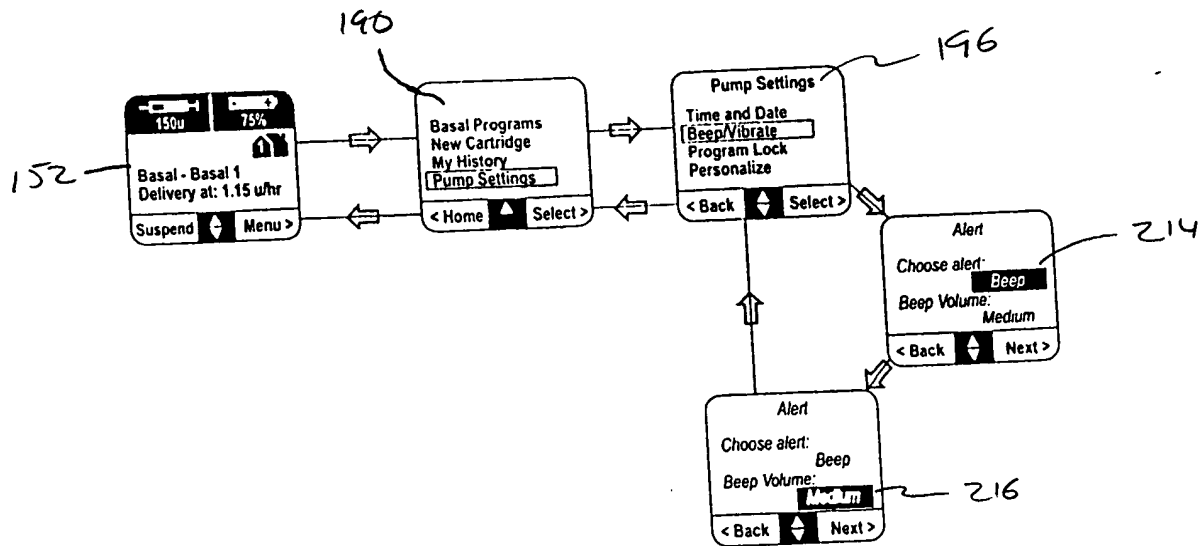 190
196
152
150u 75%
Basal - Basal 1
Delivery at: 1.15 u/hr
Suspend Menu >
Basal Programs
New Cartridge
My History
Pump Settings
< Home Select >
Pump Settings
Time and Date
Beep/Vibrate
Program Lock
Personalize
< Back Select >
214
Alert
Choose alert:
Beep
Beep Volume:
Medium
< Back Next >
Alert
Choose alert:
Beep
Beep Volume:
Medium
216
< Back Next >